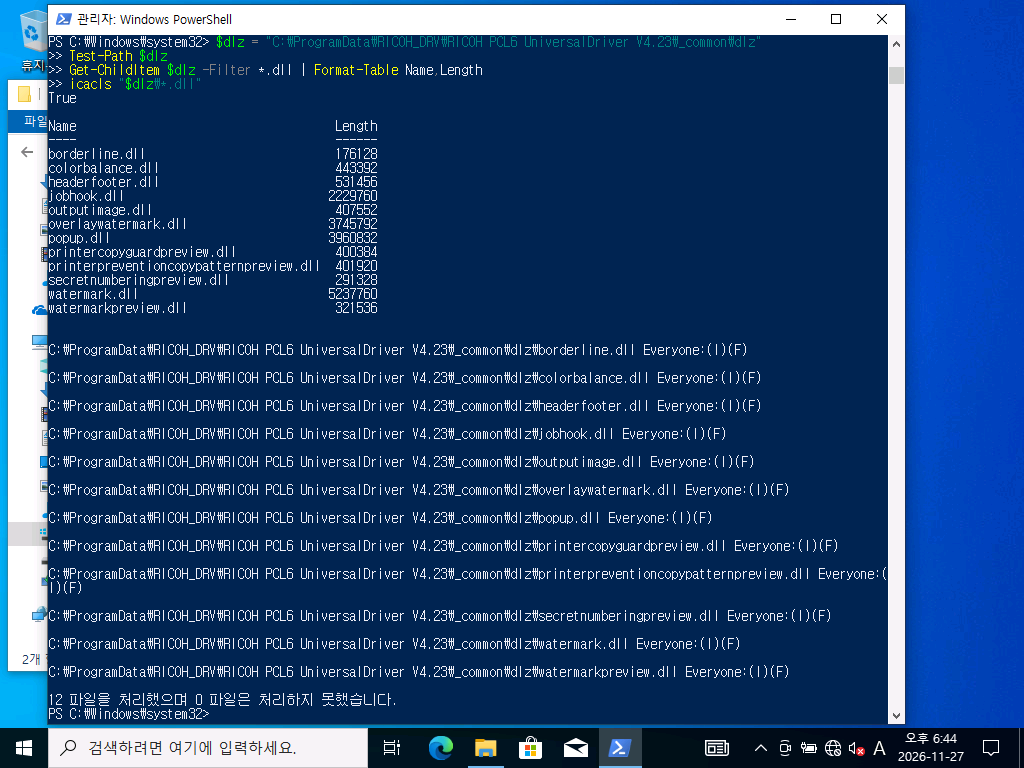 관리자: Windows PowerShell
PS C:\Windows\system32> $dlz = "C:\ProgramData\RICOH_DRV\RICOH PCL6 UniversalDriver V4.23\_common\dlz"
>> Test-Path $dlz
>> Get-ChildItem $dlz -Filter *.dll | Format-Table Name,Length
>> icacls "$dlz\*.dll"
True
Name Length
---- ------
borderline.dll 176128
colorbalance.dll 443392
headerfooter.dll 531456
jobhook.dll 2229760
outputimage.dll 407552
overlaywatermark.dll 3745792
popup.dll 3960832
printercopyguardpreview.dll 400384
printerpreventioncopypatternpreview.dll 401920
secretnumberingpreview.dll 291328
watermark.dll 5237760
watermarkpreview.dll 321536
C:\ProgramData\RICOH_DRV\RICOH PCL6 UniversalDriver V4.23\_common\dlz\borderline.dll Everyone:(I)(F)
C:\ProgramData\RICOH_DRV\RICOH PCL6 UniversalDriver V4.23\_common\dlz\colorbalance.dll Everyone:(I)(F)
C:\ProgramData\RICOH_DRV\RICOH PCL6 UniversalDriver V4.23\_common\dlz\headerfooter.dll Everyone:(I)(F)
C:\ProgramData\RICOH_DRV\RICOH PCL6 UniversalDriver V4.23\_common\dlz\jobhook.dll Everyone:(I)(F)
C:\ProgramData\RICOH_DRV\RICOH PCL6 UniversalDriver V4.23\_common\dlz\outputimage.dll Everyone:(I)(F)
C:\ProgramData\RICOH_DRV\RICOH PCL6 UniversalDriver V4.23\_common\dlz\overlaywatermark.dll Everyone:(I)(F)
C:\ProgramData\RICOH_DRV\RICOH PCL6 UniversalDriver V4.23\_common\dlz\popup.dll Everyone:(I)(F)
C:\ProgramData\RICOH_DRV\RICOH PCL6 UniversalDriver V4.23\_common\dlz\printercopyguardpreview.dll Everyone:(I)(F)
C:\ProgramData\RICOH_DRV\RICOH PCL6 UniversalDriver V4.23\_common\dlz\printerpreventioncopypatternpreview.dll Everyone:(
I)(F)
C:\ProgramData\RICOH_DRV\RICOH PCL6 UniversalDriver V4.23\_common\dlz\secretnumberingpreview.dll Everyone:(I)(F)
C:\ProgramData\RICOH_DRV\RICOH PCL6 UniversalDriver V4.23\_common\dlz\watermark.dll Everyone:(I)(F)
C:\ProgramData\RICOH_DRV\RICOH PCL6 UniversalDriver V4.23\_common\dlz\watermarkpreview.dll Everyone:(I)(F)
12 파일을 처리했으며 0 파일은 처리하지 못했습니다.
PS C:\Windows\system32>
휴지
파일
2개
검색하려면 여기에 입력하세요.
A
오후 6:44
2026-11-27